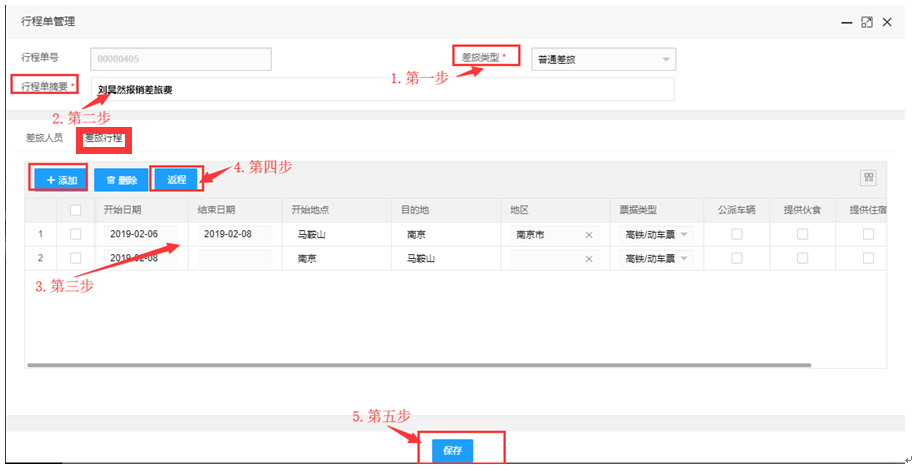 行程单管理
行程单号 00000405 差旅类型 * 普通差旅
1.第一步
行程单摘要 * 刘昊然报销差旅费
2.第二步
差旅人员 差旅行程
4.第四步
添加 删除 返程
开始日期 结束日期 开始地点 目的地 地区 票据类型 公派车辆 提供伙食 提供住宿
1 2019-02-06 2019-02-08 马鞍山 南京 南京市 高铁/动车票
2 2019-02-08 南京 马鞍山 高铁/动车票
3.第三步
5.第五步
保存